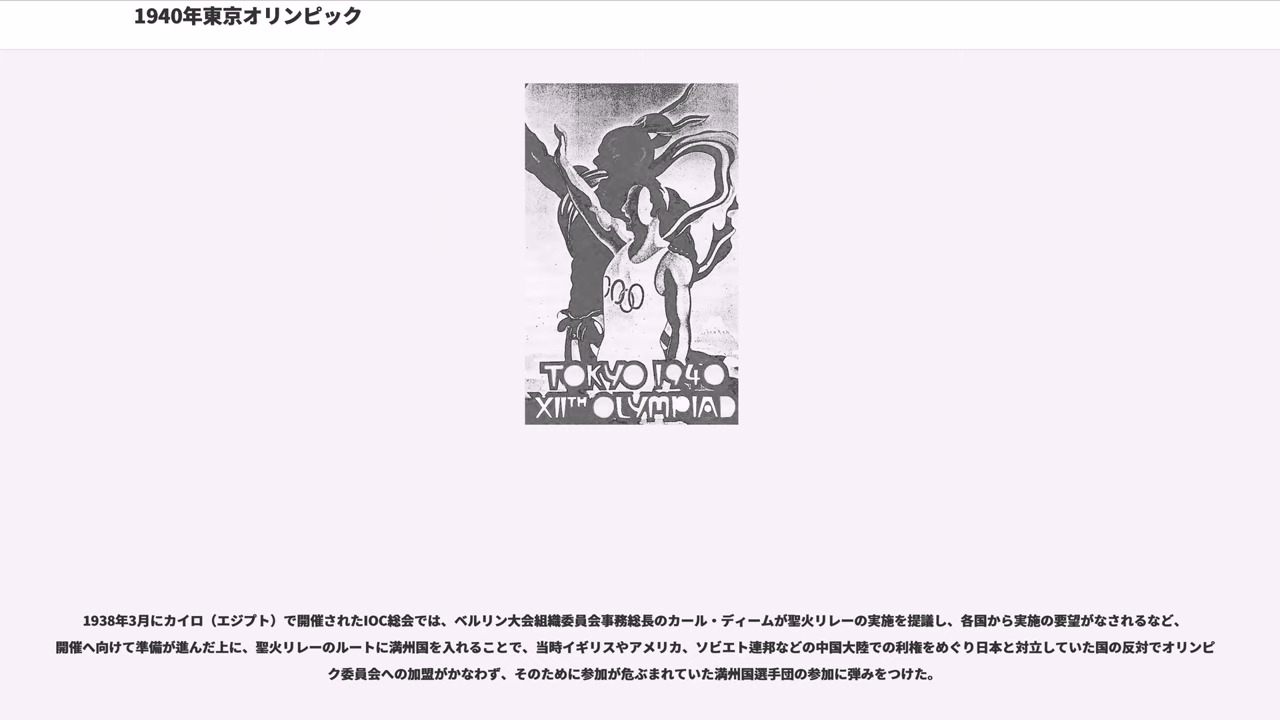 1940年東京オリンピック
TOKYO 1940
XIITH OLYMPIAD
1938年3月にカイロ（エジプト）で開催されたIOC総会では、ベルリン大会組織委員会事務総長のカール・ディームが聖火リレーの実施を提議し、各国から実施の要望がなされるなど、
開催へ向けて準備が進んだ上に、聖火リレーのルートに満州国を入れることで、当時イギリスやアメリカ、ソビエト連邦などの中国大陸での利権をめぐり日本と対立していた国の反対でオリンピ
ック委員会への加盟がかなわず、そのために参加が危ぶまれていた満州国選手団の参加に弾みをつけた。